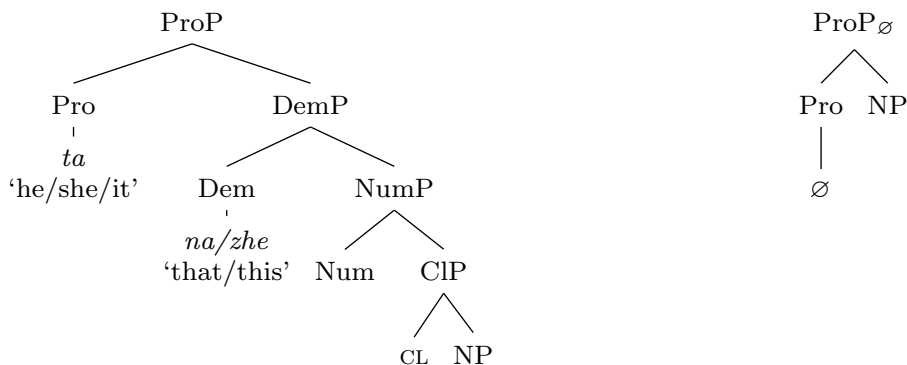 ProP ProP∅
Pro DemP Pro NP
ta
‘he/she/it’ Dem NumP ∅
na/zhe
‘that/this’ Num ClP
CL NP